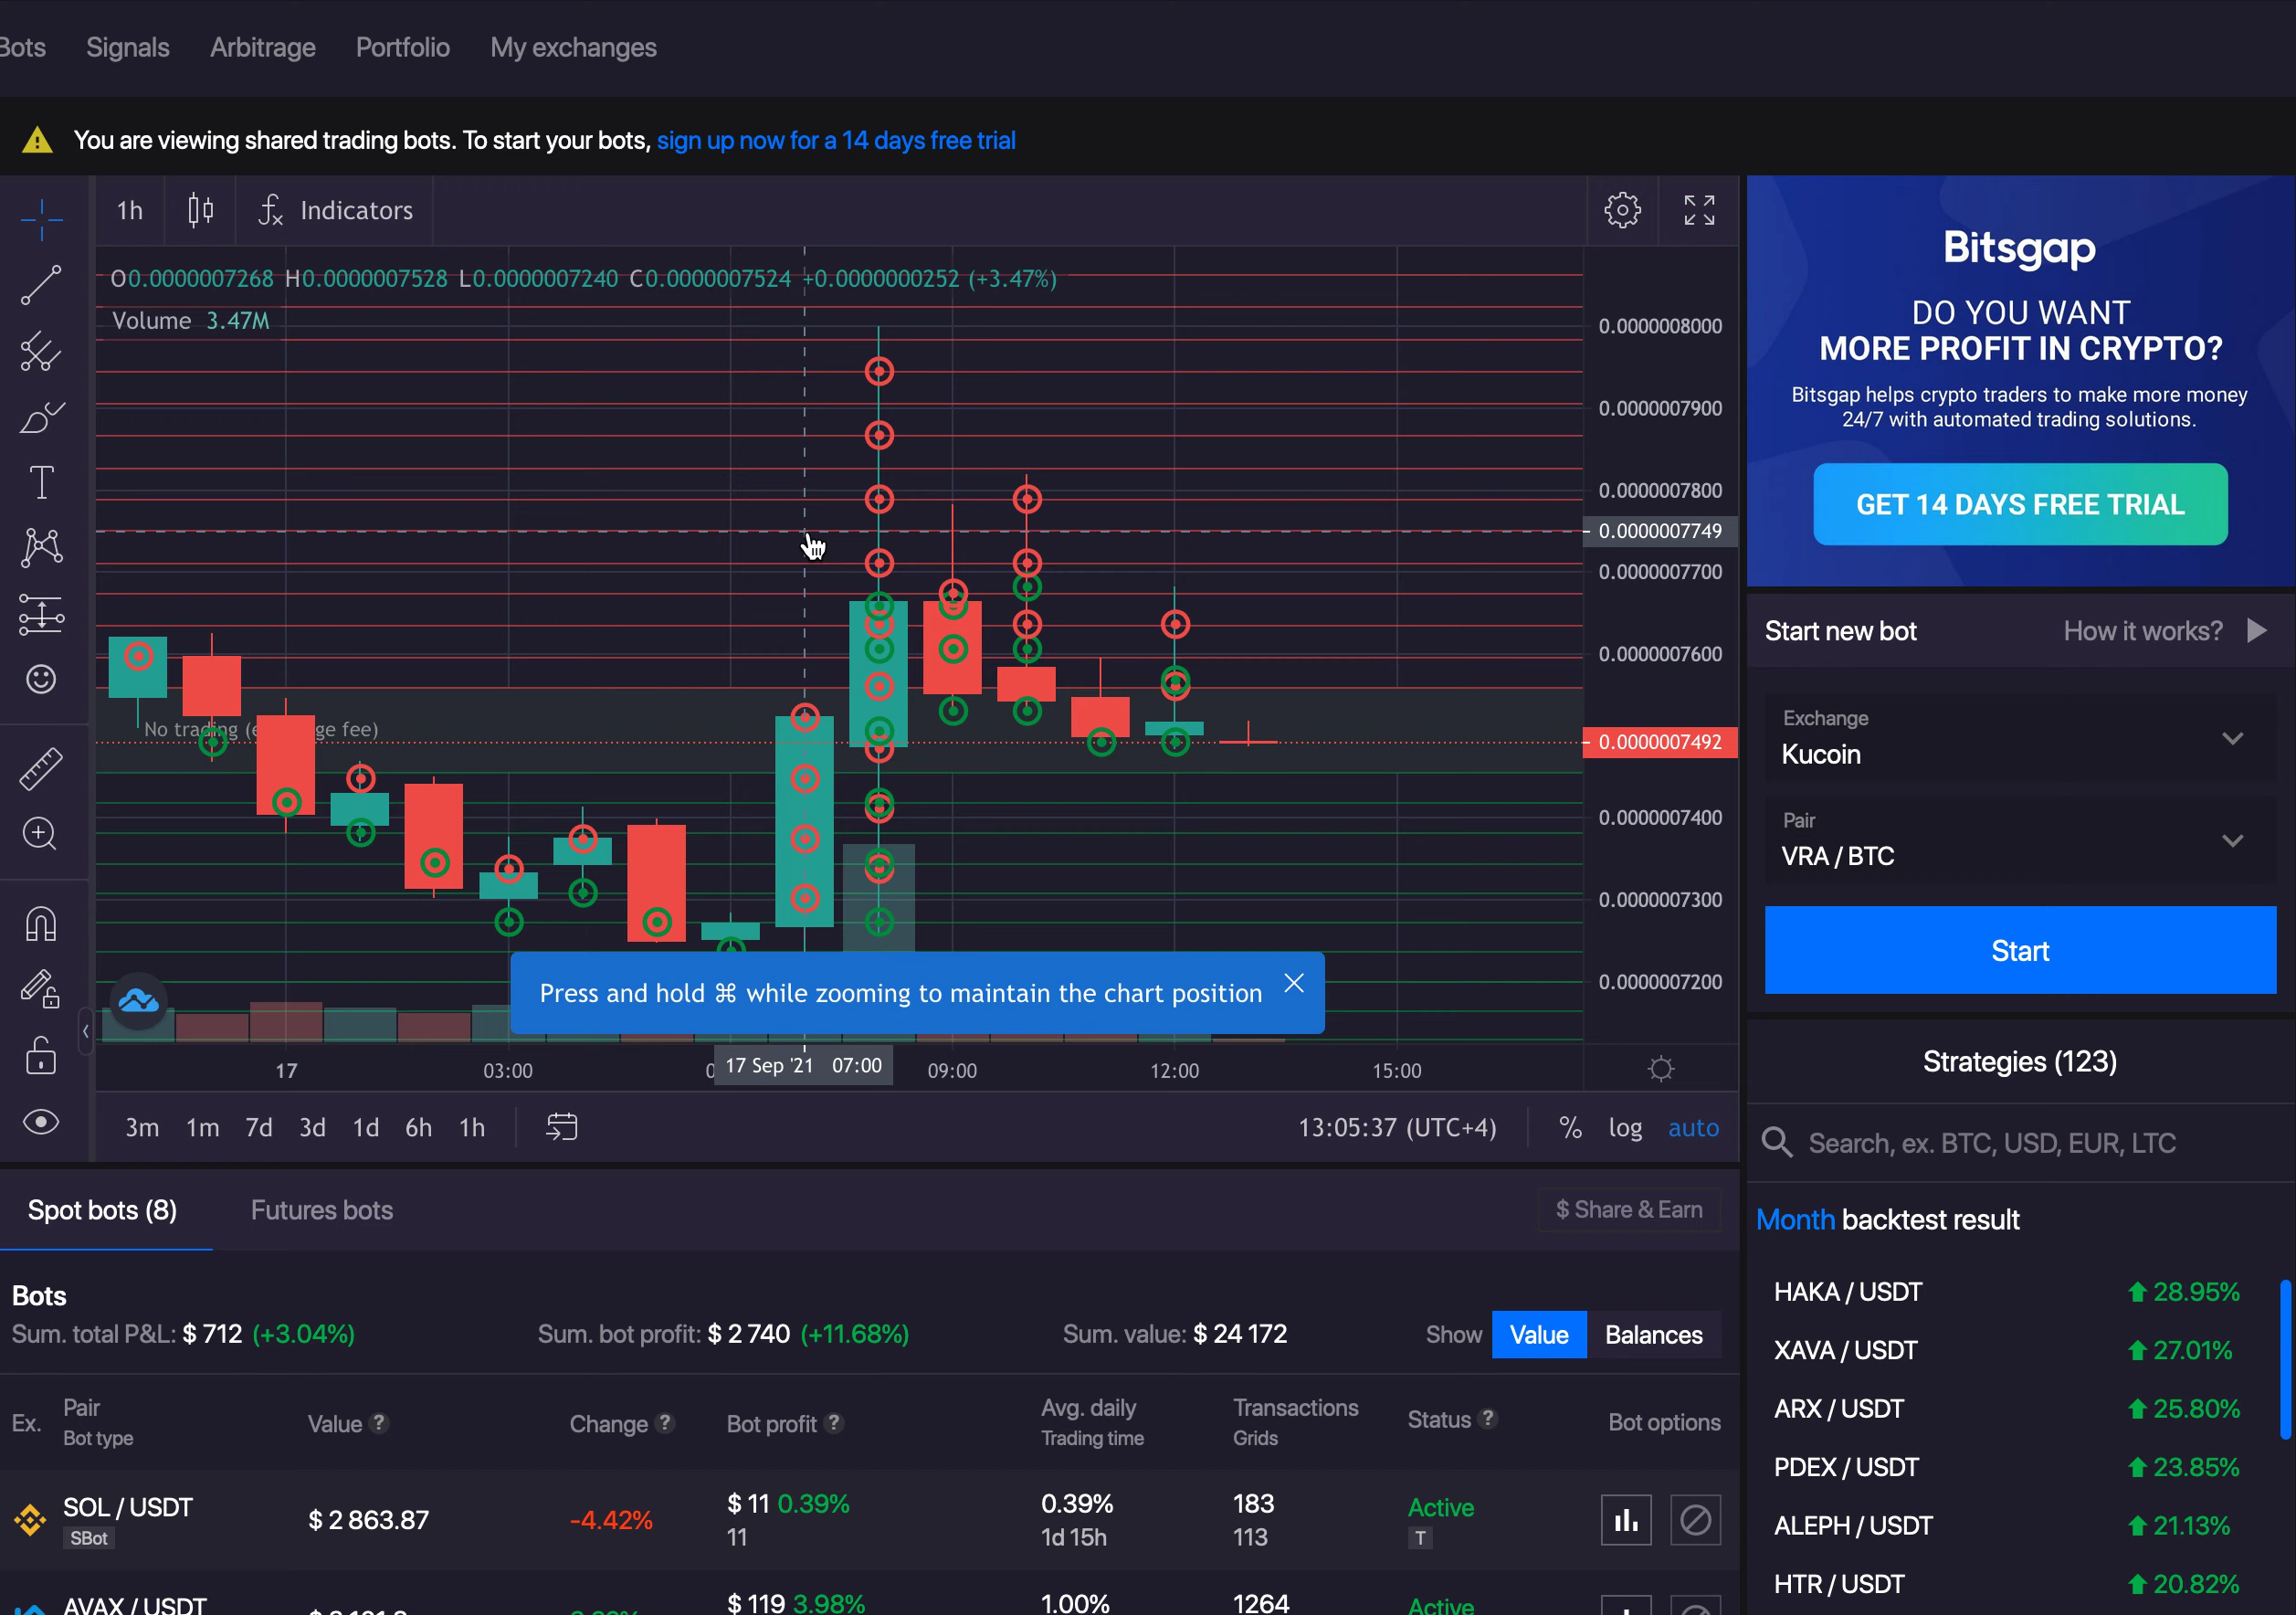 Bots Signals Arbitrage Portfolio My exchanges
You are viewing shared trading bots. To start your bots, sign up now for a 14 days free trial
1h Indicators
O0.0000007268 H0.0000007528 L0.0000007240 C0.0000007524 +0.0000000252 (+3.47%)
Volume 3.47M
0.0000008000
0.0000007900
0.0000007800
0.0000007749
0.0000007700
0.0000007600
0.0000007492
0.0000007400
0.0000007300
0.0000007200
No trading (e ge fee)
Press and hold ⌘ while zooming to maintain the chart position
17 03:00 0 17 Sep '21 07:00 09:00 12:00 15:00
3m 1m 7d 3d 1d 6h 1h 13:05:37 (UTC+4) % log auto
Bitsgap
DO YOU WANT
MORE PROFIT IN CRYPTO?
Bitsgap helps crypto traders to make more money
24/7 with automated trading solutions.
GET 14 DAYS FREE TRIAL
Start new bot How it works?
Exchange
Kucoin
Pair
VRA / BTC
Start
Strategies (123)
Search, ex. BTC, USD, EUR, LTC
Month backtest result
HAKA / USDT 28.95%
XAVA / USDT 27.01%
ARX / USDT 25.80%
PDEX / USDT 23.85%
ALEPH / USDT 21.13%
HTR / USDT 20.82%
Spot bots (8) Futures bots $ Share & Earn
Bots
Sum. total P&L: $ 712 (+3.04%) Sum. bot profit: $ 2 740 (+11.68%) Sum. value: $ 24 172 Show Value Balances
Ex. Pair Value ? Change ? Bot profit ? Avg. daily Transactions Status ? Bot options
Bot type Trading time Grids
SOL / USDT $ 2 863.87 -4.42% $ 11 0.39% 0.39% 183 Active
SBot 11 1d 15h 113 T
AVAX / USDT $ 119 3.98% 1.00% 1264 Active